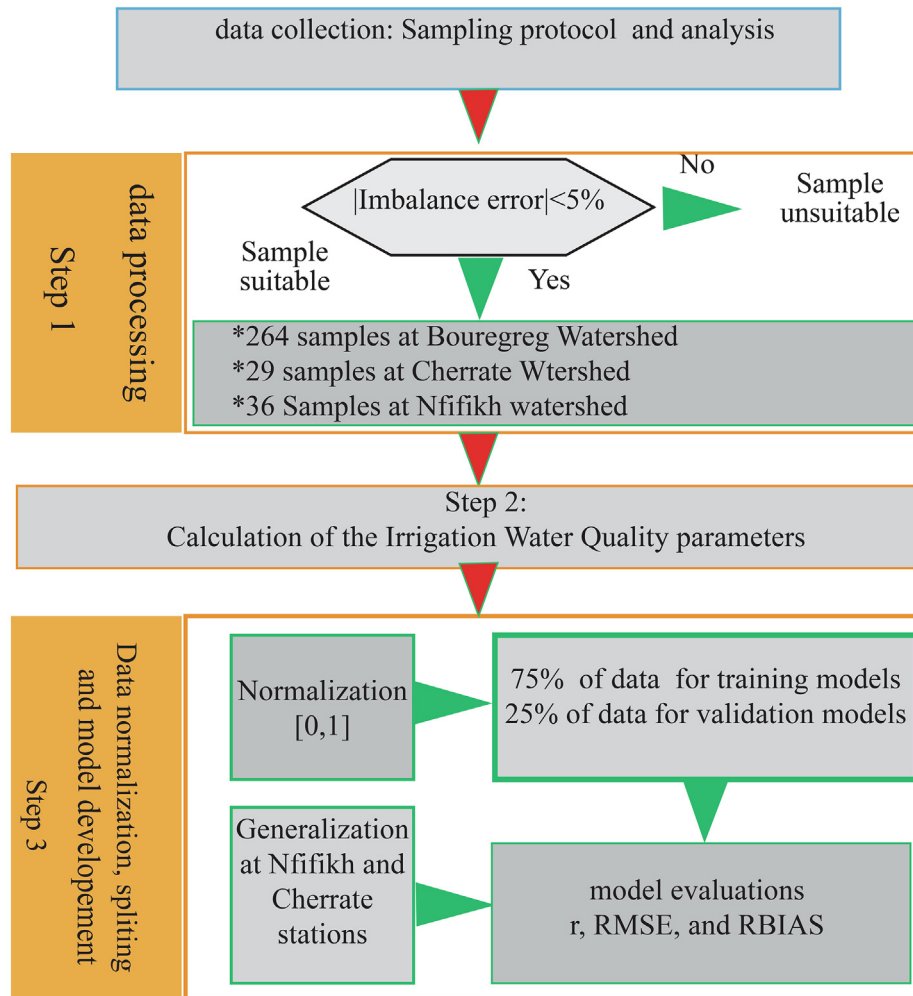 data collection: Sampling protocol and analysis
data processing
Step 1
|Imbalance error|<5%
No
Sample
unsuitable
Sample
suitable
Yes
*264 samples at Bouregreg Watershed
*29 samples at Cherrate Wtershed
*36 Samples at Nfifikh watershed
Step 2:
Calculation of the Irrigation Water Quality parameters
Data normalization, spliting
and model developement
Step 3
Normalization
[0,1]
75% of data for training models
25% of data for validation models
Generalization
at Nfifikh and
Cherrate
stations
model evaluations
r, RMSE, and RBIAS